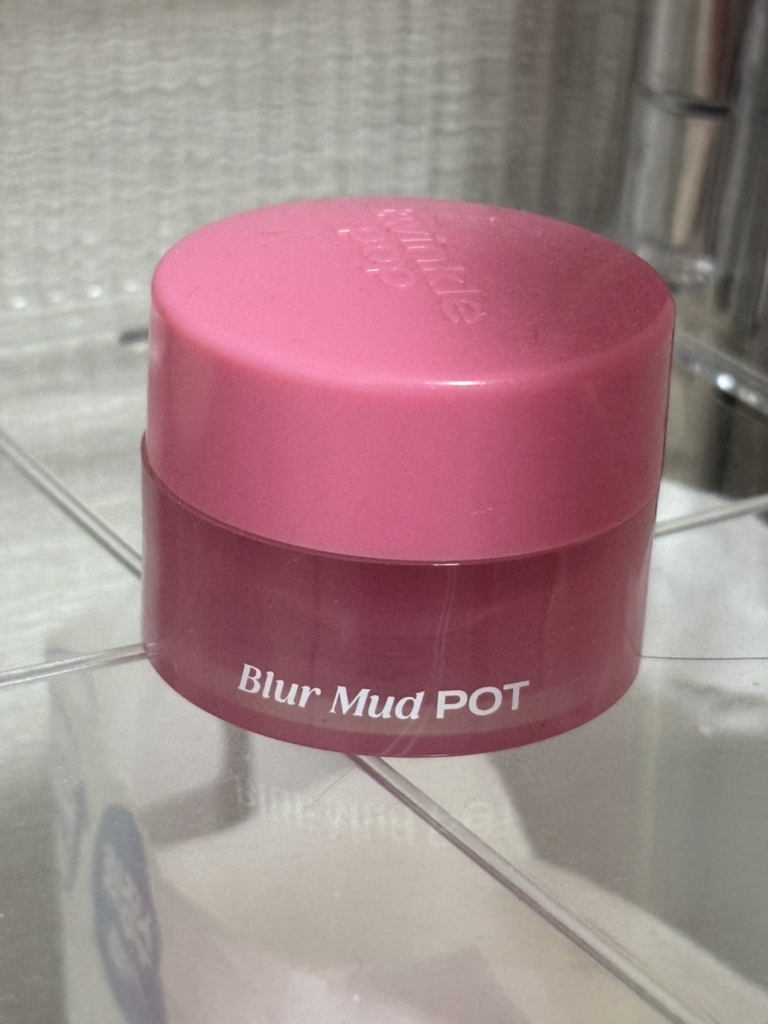 twinkle
pop
Blur Mud POT